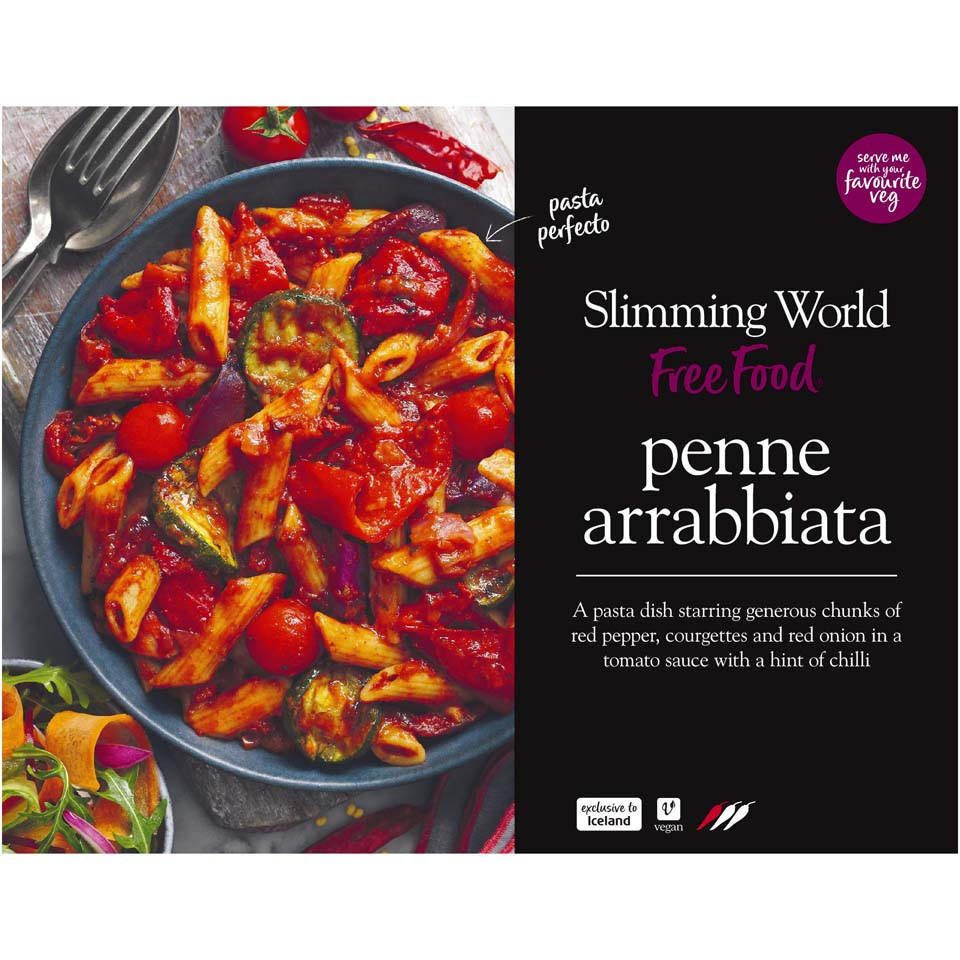 pasta
perfecto
serve me
with your
favourite
veg
Slimming World
Free Food®
penne
arrabbiata
A pasta dish starring generous chunks of
red pepper, courgettes and red onion in a
tomato sauce with a hint of chilli
exclusive to
Iceland
V
vegan